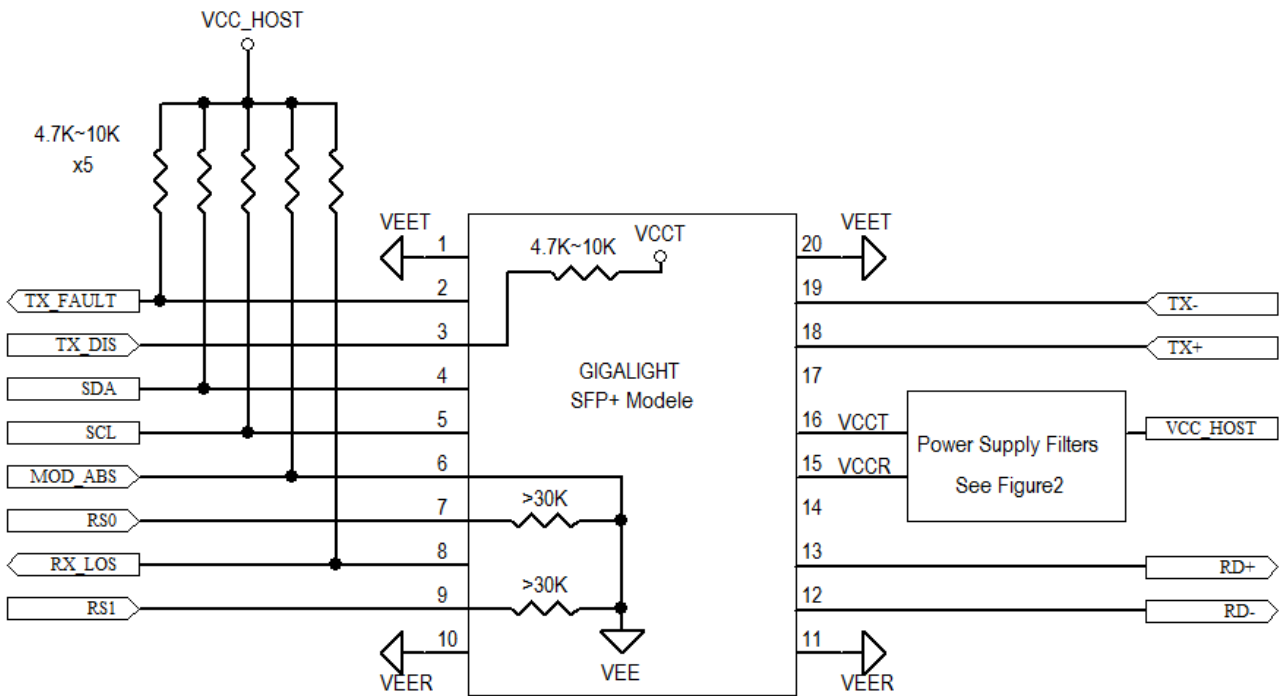 VCC_HOST
4.7K~10K
x5
VEET
1
2
3
4
5
6
7
8
9
10
VEER
TX_FAULT
TX_DIS
SDA
SCL
MOD_ABS
RS0
RX_LOS
RS1
4.7K~10K
VCCT
GIGALIGHT
SFP+ Modele
>30K
>30K
VEE
VEET
20
19
18
17
16
VCCT
15
VCCR
14
13
12
11
VEER
Power Supply Filters
See Figure2
TX-
TX+
VCC_HOST
RD+
RD-